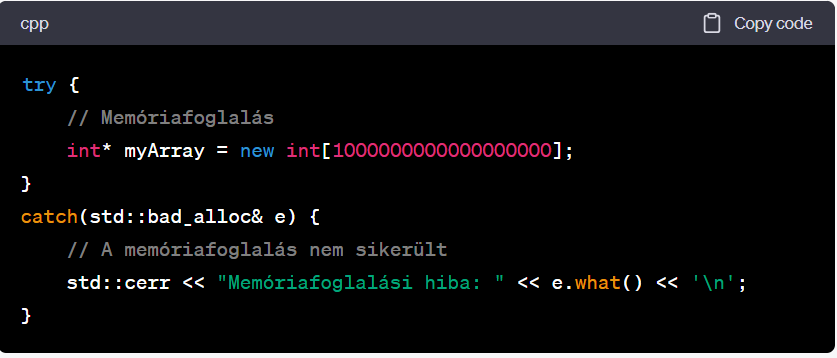 cpp
Copy code
try {
    // Memóriafoglalás
    int* myArray = new int[1000000000000000000];
}
catch(std::bad_alloc& e) {
    // A memóriafoglalás nem sikerült
    std::cerr << "Memóriafoglalási hiba: " << e.what() << '\n';
}